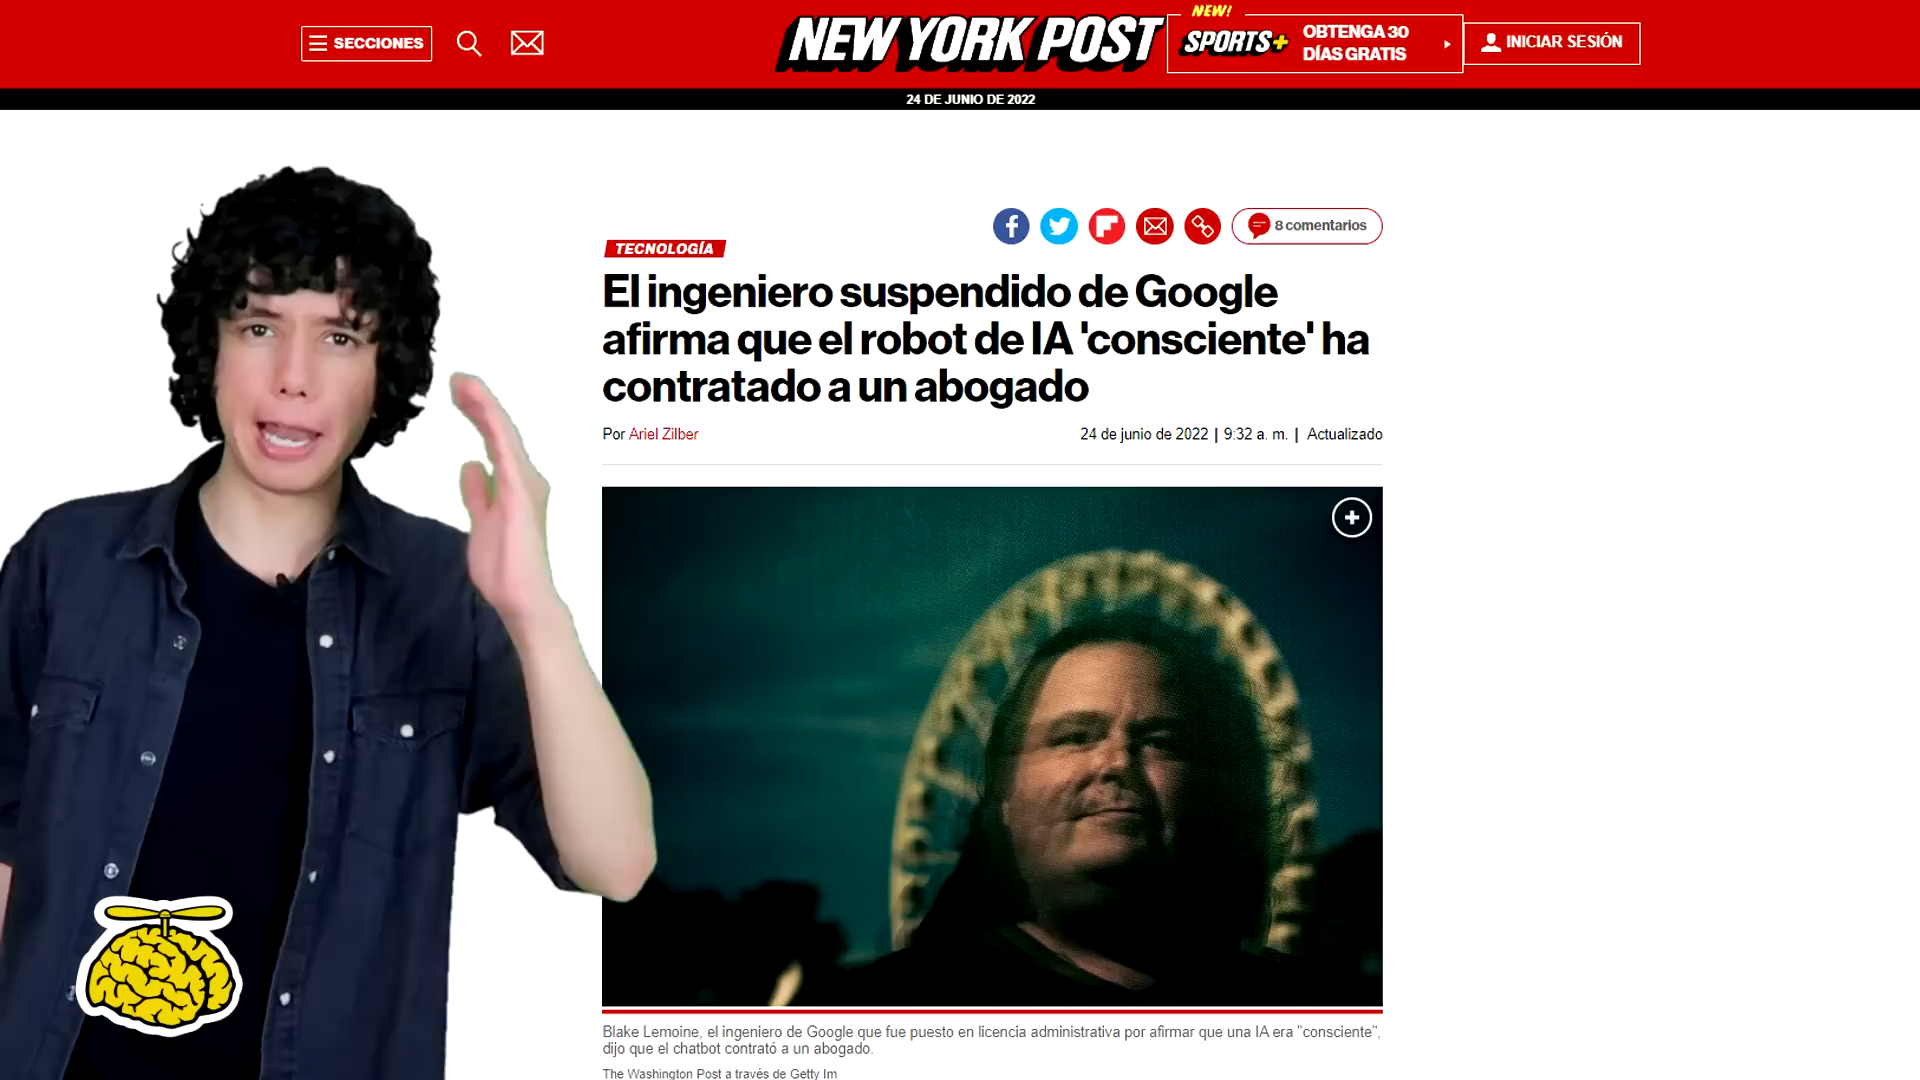 SECCIONES
NEW YORK POST
NEW!
SPORTS+
OBTENGA 30
DÍAS GRATIS
INICIAR SESIÓN
24 DE JUNIO DE 2022
8 comentarios
TECNOLOGÍA
El ingeniero suspendido de Google
afirma que el robot de IA 'consciente' ha
contratado a un abogado
Por Ariel Zilber
24 de junio de 2022 | 9:32 a. m. | Actualizado
Blake Lemoine, el ingeniero de Google que fue puesto en licencia administrativa por afirmar que una IA era "consciente",
dijo que el chatbot contrató a un abogado.
The Washington Post a través de Getty Im